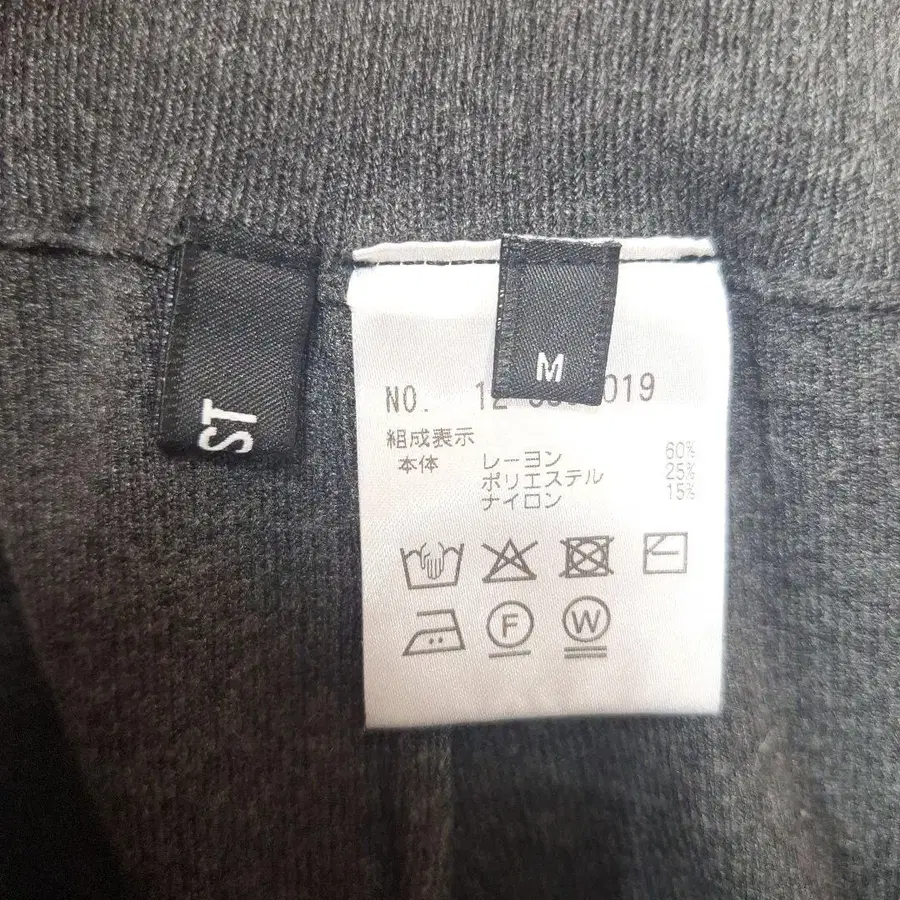 ST
M
NO. 12 019
組成表示
本体 レーヨン 60%
ポリエステル 25%
ナイロン 15%
F
W